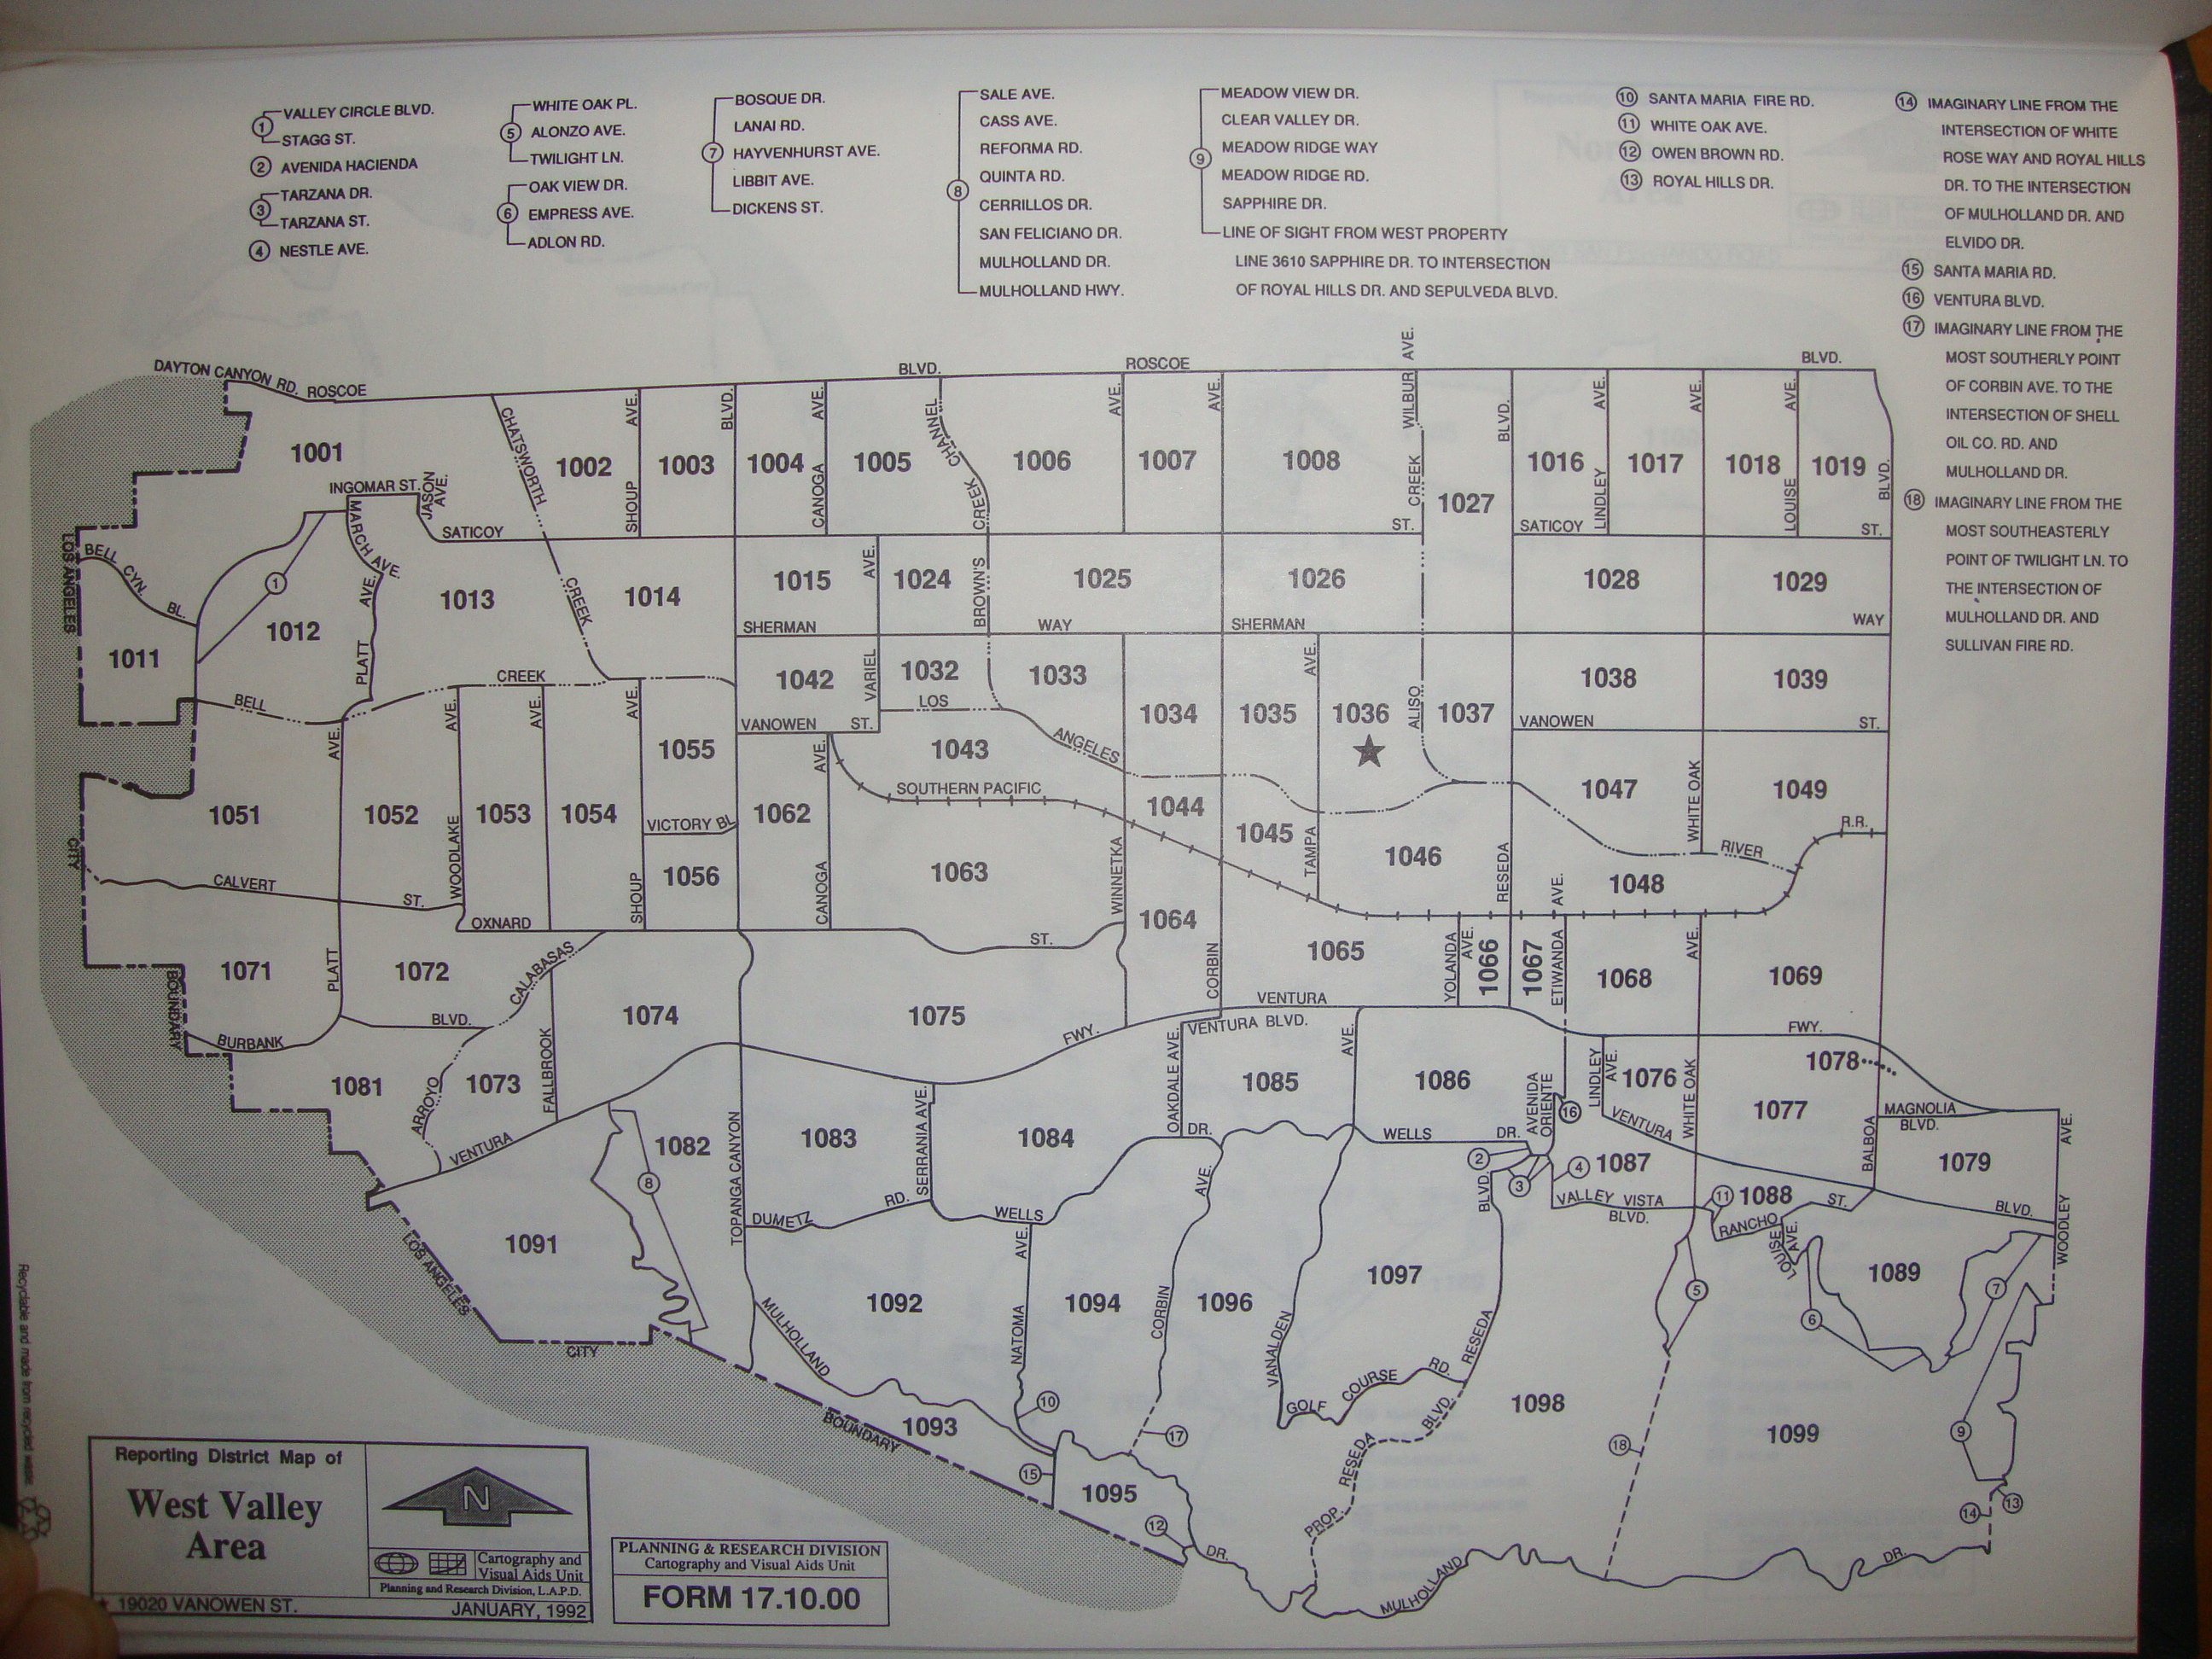 ① VALLEY CIRCLE BLVD.
STAGG ST.
② AVENIDA HACIENDA
③ TARZANA DR.
TARZANA ST.
④ NESTLE AVE.
WHITE OAK PL.
⑤ ALONZO AVE.
TWILIGHT LN.
OAK VIEW DR.
⑥ EMPRESS AVE.
ADLON RD.
BOSQUE DR.
LANAI RD.
⑦ HAYVENHURST AVE.
LIBBIT AVE.
DICKENS ST.
SALE AVE.
CASS AVE.
REFORMA RD.
⑧ QUINTA RD.
CERRILLOS DR.
SAN FELICIANO DR.
MULHOLLAND DR.
MULHOLLAND HWY.
MEADOW VIEW DR.
CLEAR VALLEY DR.
⑨ MEADOW RIDGE WAY
MEADOW RIDGE RD.
SAPPHIRE DR.
LINE OF SIGHT FROM WEST PROPERTY
LINE 3610 SAPPHIRE DR. TO INTERSECTION
OF ROYAL HILLS DR. AND SEPULVEDA BLVD.
⑩ SANTA MARIA FIRE RD.
⑪ WHITE OAK AVE.
⑫ OWEN BROWN RD.
⑬ ROYAL HILLS DR.
⑭ IMAGINARY LINE FROM THE
INTERSECTION OF WHITE
ROSE WAY AND ROYAL HILLS
DR. TO THE INTERSECTION
OF MULHOLLAND DR. AND
ELVIDO DR.
⑮ SANTA MARIA RD.
⑯ VENTURA BLVD.
⑰ IMAGINARY LINE FROM THE
MOST SOUTHERLY POINT
OF CORBIN AVE. TO THE
INTERSECTION OF SHELL
OIL CO. RD. AND
MULHOLLAND DR.
⑱ IMAGINARY LINE FROM THE
MOST SOUTHEASTERLY
POINT OF TWILIGHT LN. TO
THE INTERSECTION OF
MULHOLLAND DR. AND
SULLIVAN FIRE RD.
DAYTON CANYON RD.
ROSCOE BLVD. ROSCOE BLVD.
CHATSWORTH CREEK
SHOUP AVE.
BLVD.
CANOGA AVE.
BROWN'S CREEK CHANNEL
AVE.
AVE.
WILBUR AVE.
ALISO CREEK
BLVD.
LINDLEY AVE.
AVE.
LOUISE AVE.
BLVD.
1001
1002
1003
1004
1005
1006
1007
1008
1027
1016
1017
1018
1019
INGOMAR ST.
JASON AVE.
MARCH AVE.
SATICOY ST.
SATICOY ST.
LOS ANGELES
BELL CYN. BL.
①
1011
1012
1013
1014
1015
1024
1025
1026
1028
1029
PLATT AVE.
VARIEL AVE.
SHERMAN WAY
SHERMAN WAY
BELL CREEK
1042
1032
1033
1034
1035
1036
1037
1038
1039
TAMPA AVE.
VANOWEN ST.
LOS ANGELES RIVER
VANOWEN ST.
1055
1043
SOUTHERN PACIFIC R.R.
1051
1052
1053
1054
1062
1044
1045
1046
1047
1049
WOODLAKE AVE.
AVE.
SHOUP AVE.
VICTORY BL.
CANOGA AVE.
WINNETKA
RESEDA
WHITE OAK AVE.
1056
1063
1064
1048
CITY
CALVERT ST.
OXNARD ST.
CORBIN
YOLANDA AVE.
ETIWANDA AVE.
1071
1072
1065
1066
1067
1068
1069
PLATT AVE.
CALABASAS
BOUNDARY
BURBANK BLVD.
1074
1075
VENTURA FWY.
VENTURA BLVD.
FWY.
ARROYO
FALLBROOK
1081
1073
OAKDALE AVE.
AVE.
1085
1086
AVENIDA ORIENTE
⑯
LINDLEY AVE.
1076
WHITE OAK
1077
1078
VENTURA
BALBOA
MAGNOLIA BLVD.
1079
WOODLEY AVE.
VENTURA
1082
⑧
TOPANGA CANYON
1083
SERRANIA AVE.
1084
DR.
WELLS DR.
②
③
④
1087
VALLEY VISTA BLVD.
⑪
1088
RANCHO ST.
LOUISE AVE.
BLVD.
DUMETZ RD.
WELLS
1091
LOS ANGELES
CITY
BOUNDARY
MULHOLLAND
1092
NATOMA AVE.
1094
CORBIN AVE.
1096
VANALDEN
1097
RESEDA BLVD.
⑤
⑥
1089
⑦
⑨
GOLF COURSE RD.
1093
⑩
⑰
⑮
1095
⑫
DR.
PROP. RESEDA BLVD.
1098
⑱
1099
⑬
⑭
MULHOLLAND DR.
Recyclable and made from recycled waste.
Reporting District Map of
West Valley
Area
N
Cartography and
Visual Aids Unit
Planning and Research Division, L.A.P.D.
★ 19020 VANOWEN ST.
JANUARY, 1992
PLANNING & RESEARCH DIVISION
Cartography and Visual Aids Unit
FORM 17.10.00